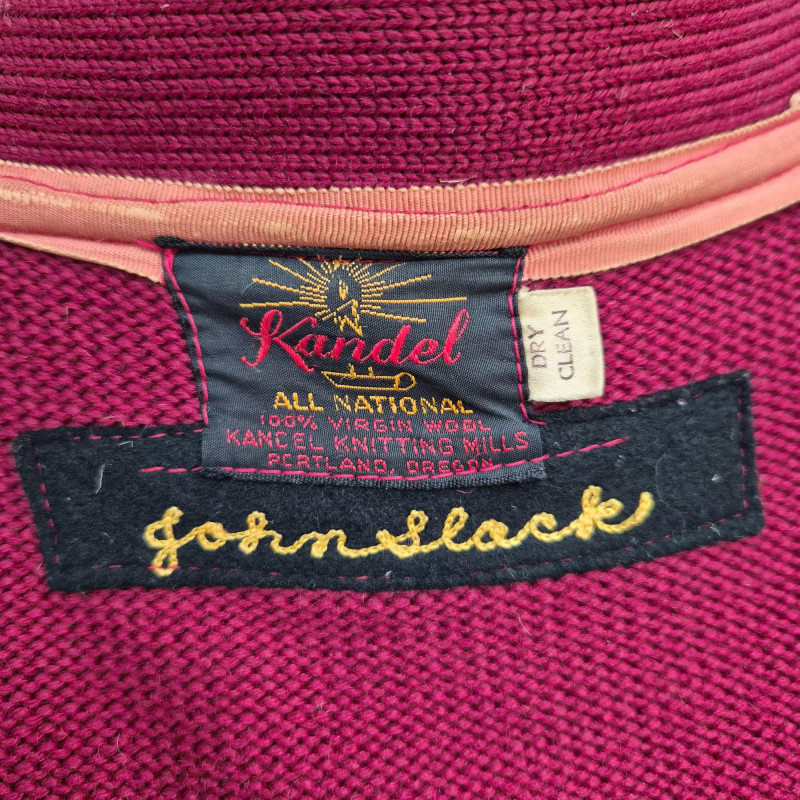 Kandel
ALL NATIONAL
100% VIRGIN WOOL
KANDEL KNITTING MILLS
PORTLAND, OREGON
DRY
CLEAN
John Slack